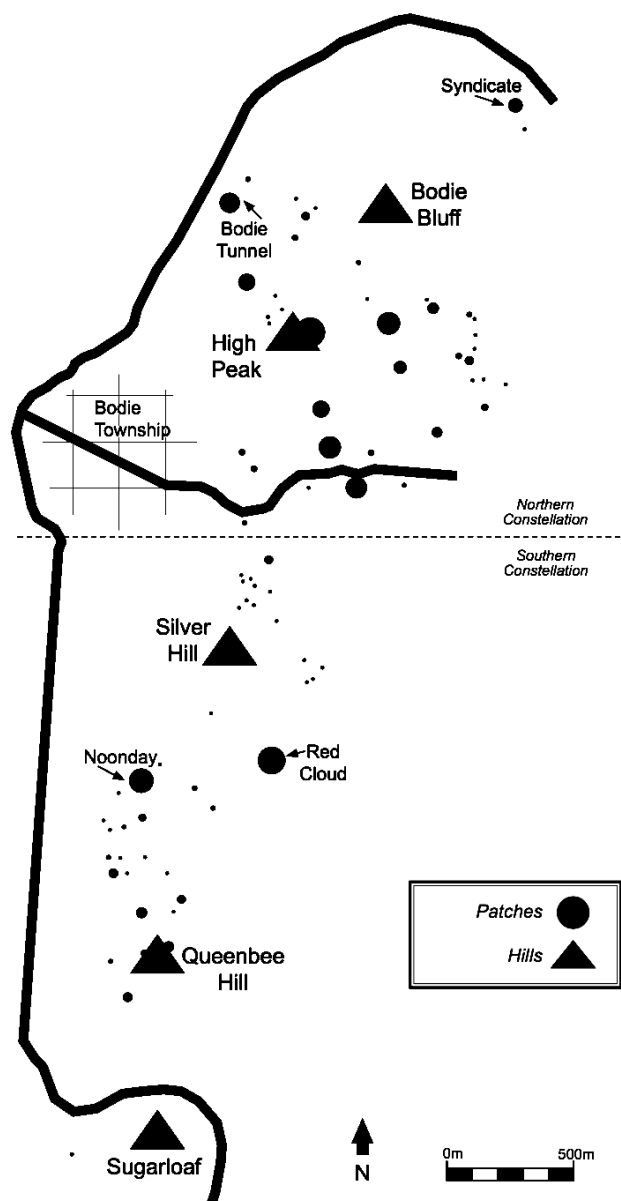 Syndicate
Bodie
Bluff
Bodie
Tunnel
High
Peak
Bodie
Township
Northern
Constellation
Southern
Constellation
Silver
Hill
Noonday
Red
Cloud
Patches
Hills
Queenbee
Hill
Sugarloaf
N
0m 500m